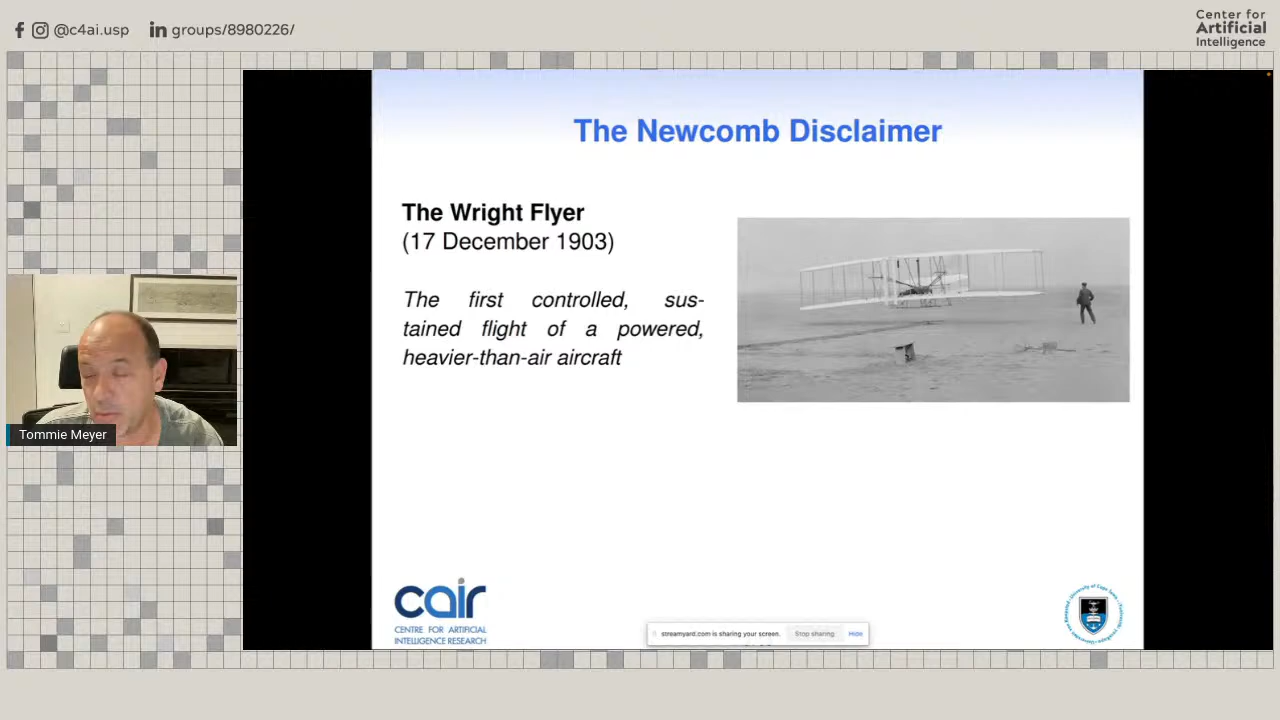 @c4ai.usp
groups/8980226/
Center for
Artificial
Intelligence
The Newcomb Disclaimer
The Wright Flyer
(17 December 1903)
The first controlled, sus-
tained flight of a powered,
heavier-than-air aircraft
Tommie Meyer
cair
CENTRE FOR ARTIFICIAL
INTELLIGENCE RESEARCH
streamyard.com is sharing your screen.
Stop sharing
Hide